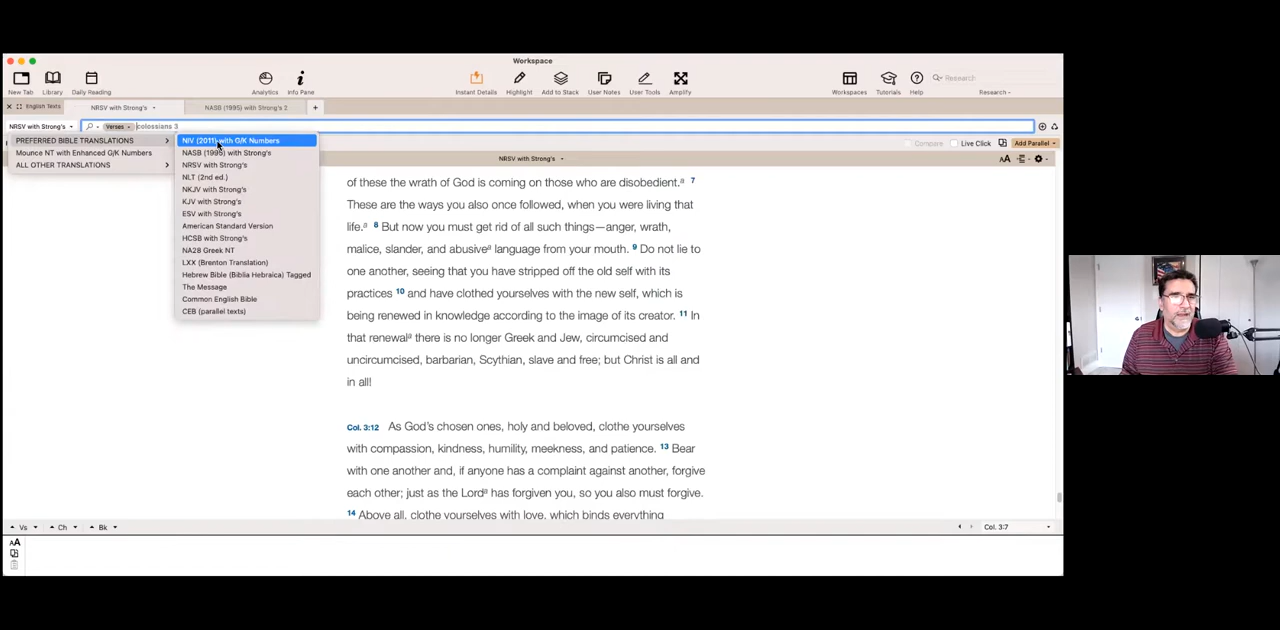 Workspace
New Tab Library Daily Reading Analytics Info Pane Instant Details Highlight Add to Stack User Notes User Tools Amplify Workspaces Tutorials Help Research
Research
English Texts NRSV with Strong's NASB (1995) with Strong's 2 +
NRSV with Strong's Verses colossians 3
PREFERRED BIBLE TRANSLATIONS
Mounce NT with Enhanced G/K Numbers
ALL OTHER TRANSLATIONS
NIV (2011) with G/K Numbers
NASB (1995) with Strong's
NRSV with Strong's
NLT (2nd ed.)
NKJV with Strong's
KJV with Strong's
ESV with Strong's
American Standard Version
HCSB with Strong's
NA28 Greek NT
LXX (Brenton Translation)
Hebrew Bible (Biblia Hebraica) Tagged
The Message
Common English Bible
CEB (parallel texts)
Compare Live Click Add Parallel
NRSV with Strong's AA
of these the wrath of God is coming on those who are disobedient.a 7
These are the ways you also once followed, when you were living that
life.a 8 But now you must get rid of all such things—anger, wrath,
malice, slander, and abusivea language from your mouth. 9 Do not lie to
one another, seeing that you have stripped off the old self with its
practices 10 and have clothed yourselves with the new self, which is
being renewed in knowledge according to the image of its creator. 11 In
that renewala there is no longer Greek and Jew, circumcised and
uncircumcised, barbarian, Scythian, slave and free; but Christ is all and
in all!
Col. 3:12 As God's chosen ones, holy and beloved, clothe yourselves
with compassion, kindness, humility, meekness, and patience. 13 Bear
with one another and, if anyone has a complaint against another, forgive
each other; just as the Lorda has forgiven you, so you also must forgive.
14 Above all, clothe yourselves with love, which binds everything
Vs Ch Bk Col. 3:7
AA